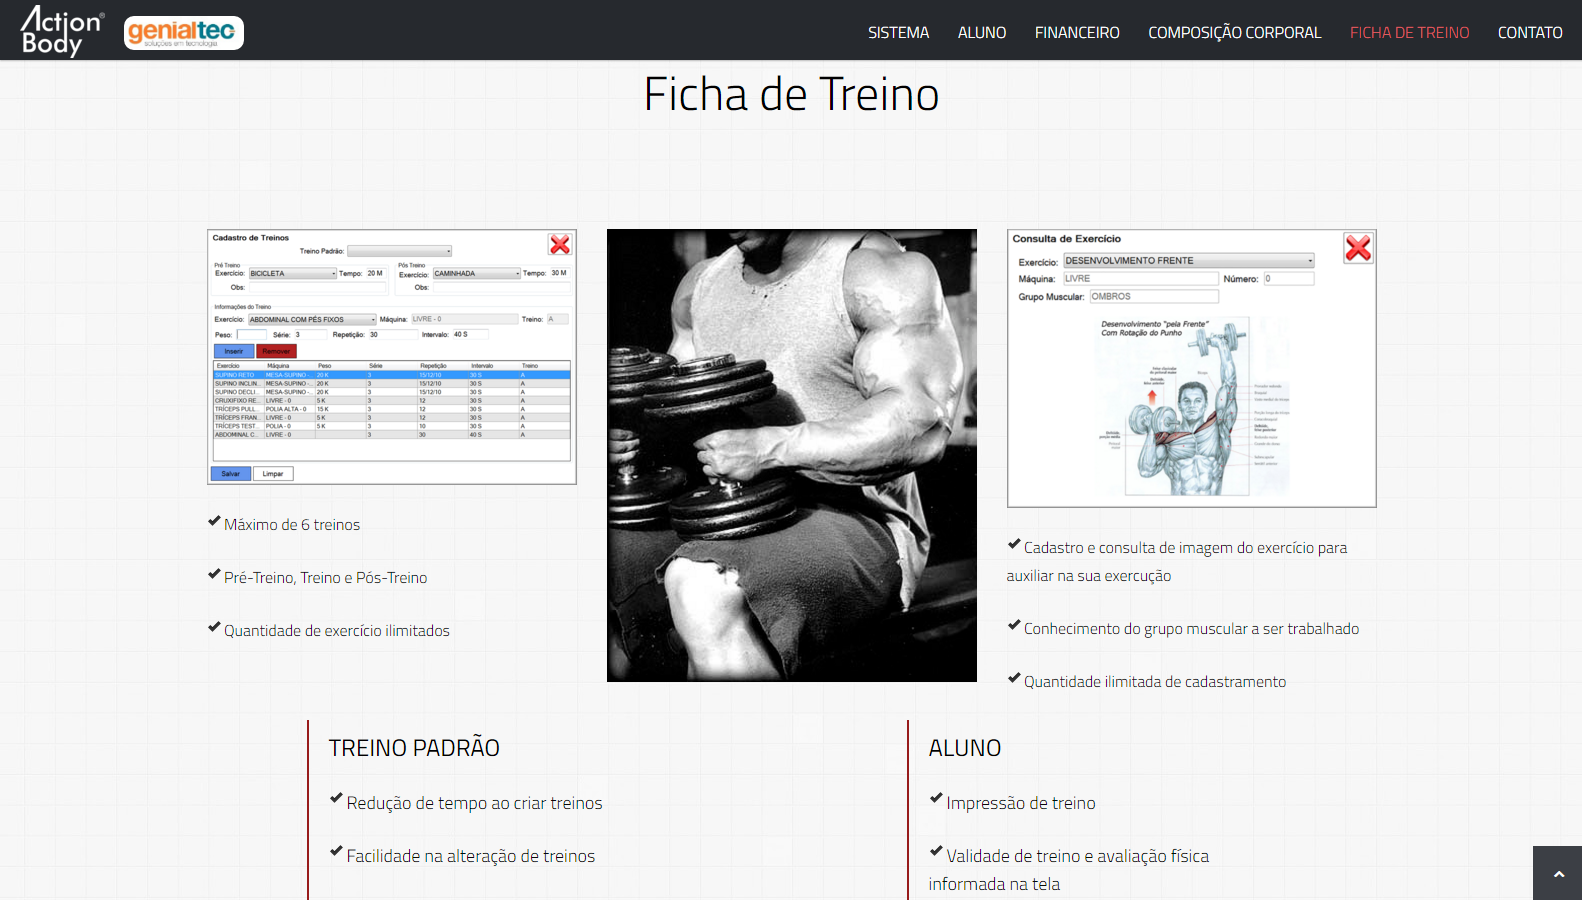 Action Body®
genialtec
soluções em tecnologia
SISTEMA ALUNO FINANCEIRO COMPOSIÇÃO CORPORAL FICHA DE TREINO CONTATO
Ficha de Treino
Cadastro de Treinos
Treino Padrão:
Pré Treino
Exercício: BICICLETA Tempo: 20 M
Obs:
Pós Treino
Exercício: CAMINHADA Tempo: 30 M
Obs:
Informações do Treino
Exercício: ABDOMINAL COM PÉS FIXOS Máquina: LIVRE - 0 Treino: A
Peso: Série: 3 Repetição: 30 Intervalo: 40 S
Inserir Remover
Exercício Máquina Peso Série Repetição Intervalo Treino
SUPINO RETO MESA-SUPINO -... 20 K 3 15/12/10 30 S A
SUPINO INCLIN... MESA-SUPINO -... 20 K 3 15/12/10 30 S A
SUPINO DECLI... MESA-SUPINO -... 20 K 3 15/12/10 30 S A
CRUXIFIXO RE... LIVRE - 0 5 K 3 12 30 S A
TRÍCEPS PULL... POLIA ALTA - 0 15 K 3 12 30 S A
TRÍCEPS FRAN... LIVRE - 0 5 K 3 12 30 S A
TRÍCEPS TEST... POLIA - 0 5 K 3 10 30 S A
ABDOMINAL C... LIVRE - 0 3 30 40 S A
Salvar Limpar
Máximo de 6 treinos
Pré-Treino, Treino e Pós-Treino
Quantidade de exercício ilimitados
Consulta de Exercício
Exercício: DESENVOLVIMENTO FRENTE
Máquina: LIVRE Número: 0
Grupo Muscular: OMBROS
Desenvolvimento "pela Frente"
Com Rotação do Punho
Cadastro e consulta de imagem do exercício para
auxiliar na sua exercução
Conhecimento do grupo muscular a ser trabalhado
Quantidade ilimitada de cadastramento
TREINO PADRÃO
Redução de tempo ao criar treinos
Facilidade na alteração de treinos
ALUNO
Impressão de treino
Validade de treino e avaliação física
informada na tela